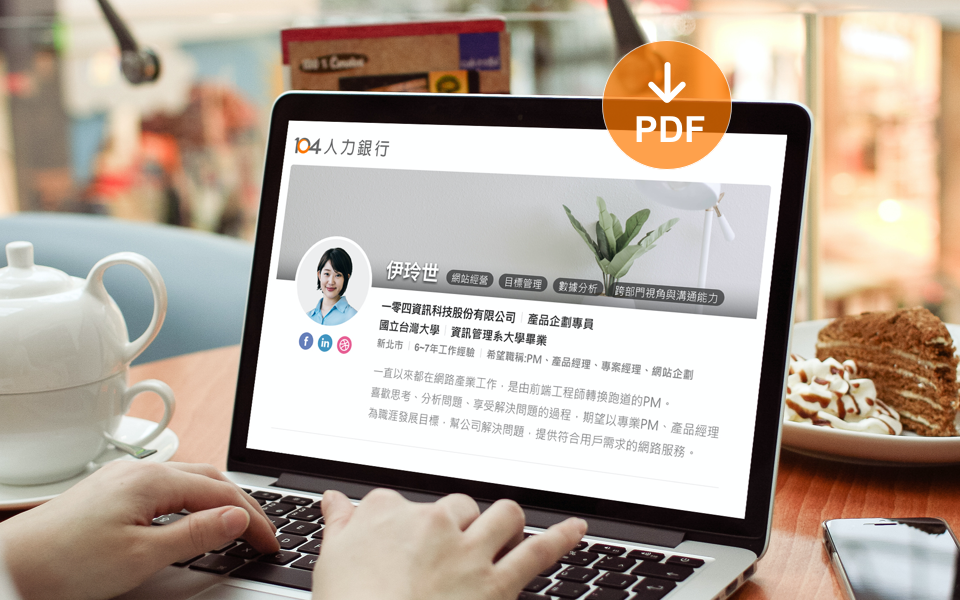 PDF
104人力銀行
伊玲世 網站經營 目標管理 數據分析 跨部門視角與溝通能力
一零四資訊科技股份有限公司 | 產品企劃專員
國立台灣大學 | 資訊管理系大學畢業
新北市 | 6~7年工作經驗 | 希望職稱:PM、產品經理、專案經理、網站企劃
f in
一直以來都在網路產業工作，是由前端工程師轉換跑道的PM。
喜歡思考、分析問題、享受解決問題的過程，期望以專業PM、產品經理
為職涯發展目標，幫公司解決問題，提供符合用戶需求的網路服務。